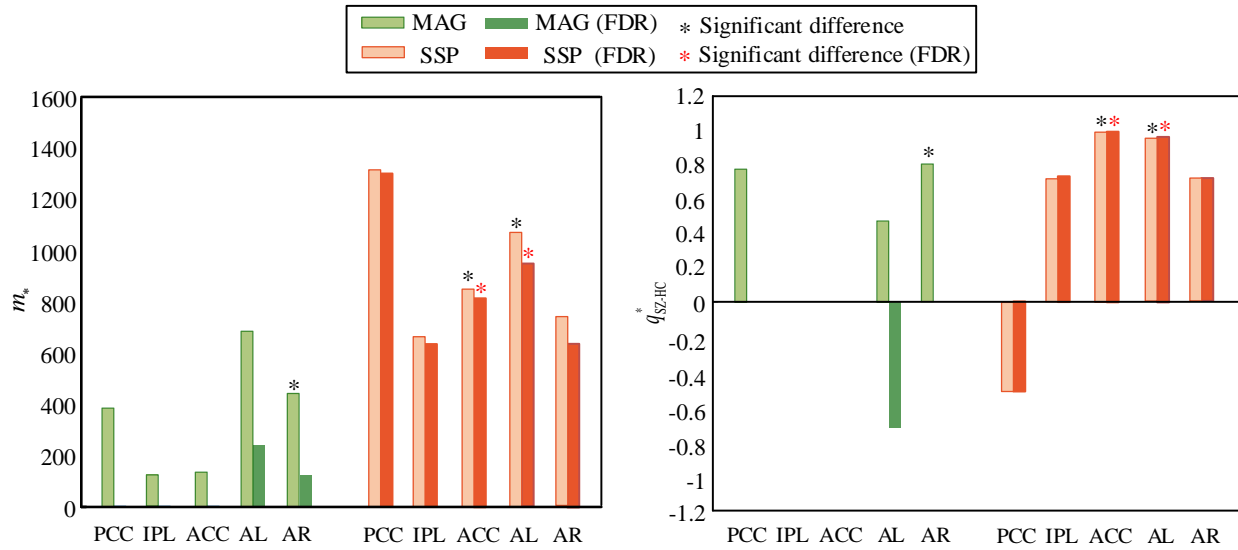 MAG MAG (FDR) * Significant difference
SSP SSP (FDR) * Significant difference (FDR)
1600
1400
1200
1000
800
600
400
200
0
m*
* * * * *
PCC IPL ACC AL AR PCC IPL ACC AL AR
1.2
1
0.8
0.6
0.4
0.2
0
-0.2
-0.4
-0.6
-0.8
-1
-1.2
q*SZ-HC
* * * * *
PCC IPL ACC AL AR PCC IPL ACC AL AR